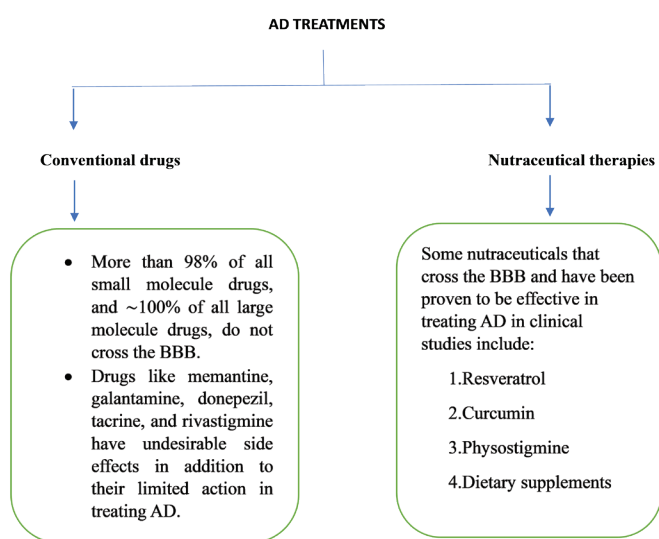 AD TREATMENTS
Conventional drugs
Nutraceutical therapies
• More than 98% of all
small molecule drugs,
and ~100% of all large
molecule drugs, do not
cross the BBB.
• Drugs like memantine,
galantamine, donepezil,
tacrine, and rivastigmine
have undesirable side
effects in addition to
their limited action in
treating AD.
Some nutraceuticals that
cross the BBB and have been
proven to be effective in
treating AD in clinical
studies include:
1.Resveratrol
2.Curcumin
3.Physostigmine
4.Dietary supplements